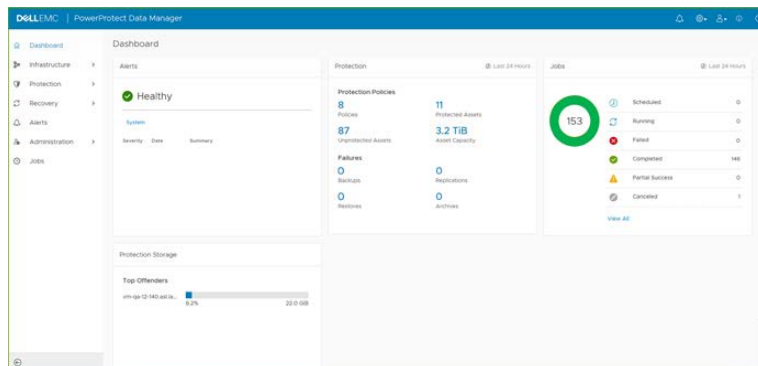 DELLEMC | PowerProtect Data Manager
Dashboard
Infrastructure
Protection
Recovery
Alerts
Administration
Jobs
Dashboard
Alerts
Healthy
System
Severity Date Summary
Protection Last 24 Hours
Protection Policies
8 11
Policies Protected Assets
87 3.2 TiB
Unprotected Assets Asset Capacity
Failures
0 0
Backups Replications
0 0
Restores Archives
Jobs Last 24 Hours
153
Scheduled 0
Running 0
Failed 0
Completed 146
Partial Success 0
Canceled 1
View All
Protection Storage
Top Offenders
6.2% 22.0 GiB